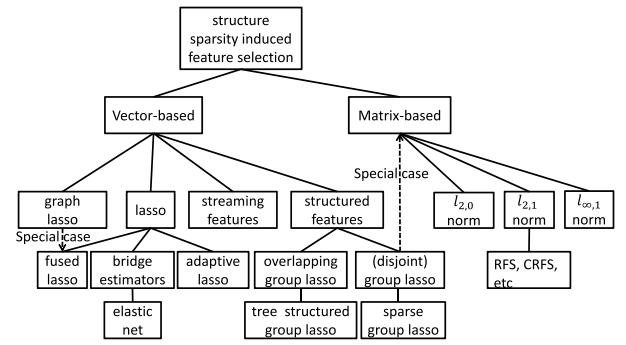 structure
sparsity induced
feature selection
Vector-based
Matrix-based
Special case
graph
lasso
lasso
streaming
features
structured
features
l2,0
norm
l2,1
norm
l∞,1
norm
Special case
fused
lasso
bridge
estimators
adaptive
lasso
overlapping
group lasso
(disjoint)
group lasso
RFS, CRFS,
etc
elastic
net
tree structured
group lasso
sparse
group lasso